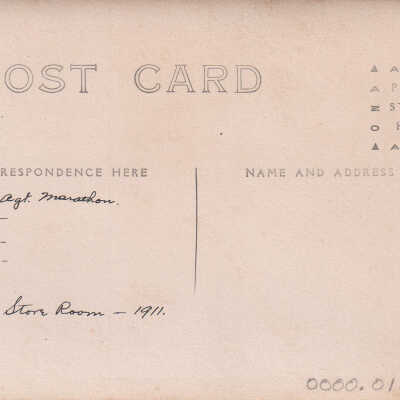 OST CARD
RESPONDENCE HERE
NAME AND ADDRESS
Agt. Marathon.
Store Room - 1911.
0000.01